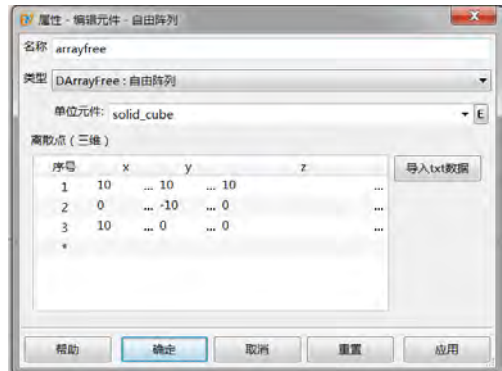 属性 - 编辑元件 - 自由阵列
名称 arrayfree
类型 DArrayFree : 自由阵列
单位元件: solid_cube E
离散点 ( 三维 )
序号 x y z 导入txt数据
1 10 ... 10 ... 10 ...
2 0 ... -10 ... 0 ...
3 10 ... 0 ... 0 ...
*
帮助 确定 取消 重置 应用